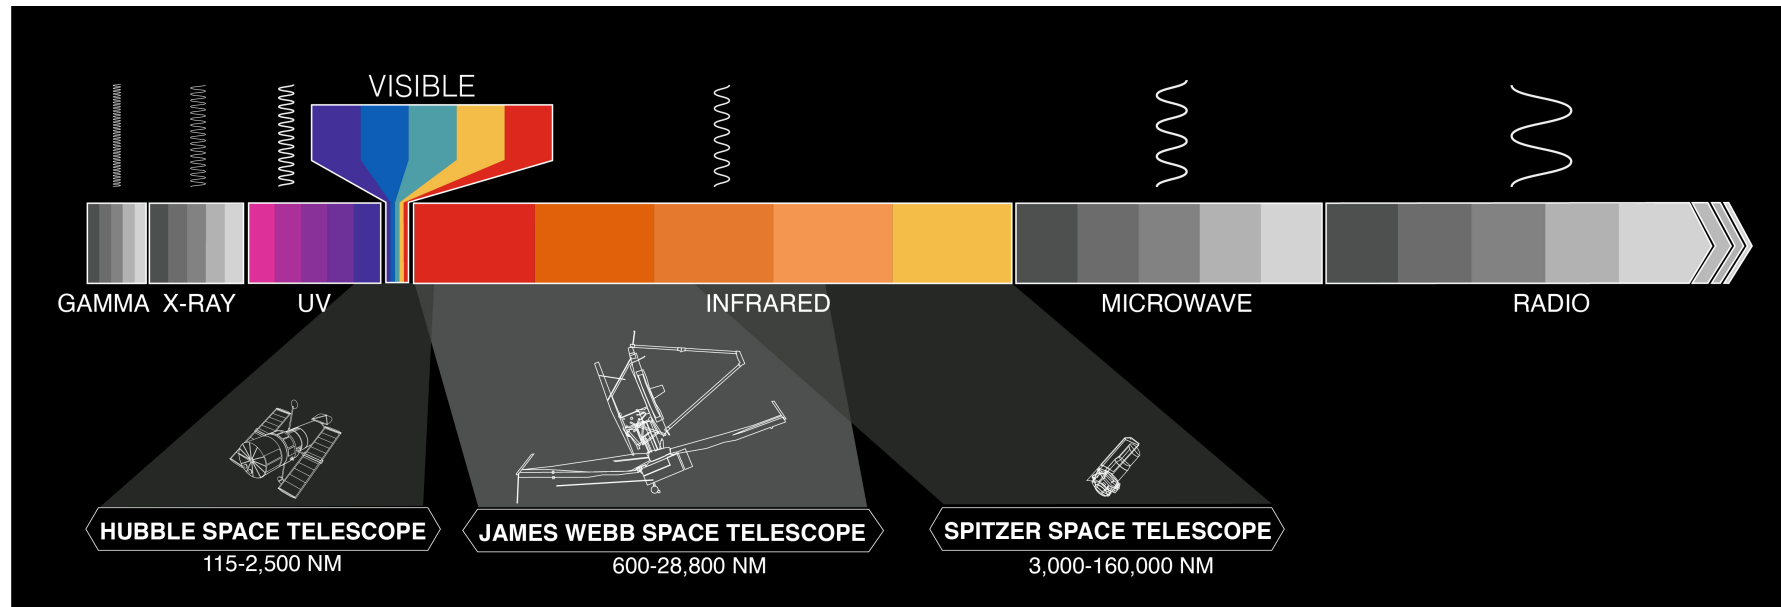 VISIBLE
GAMMA
X-RAY
UV
INFRARED
MICROWAVE
RADIO
HUBBLE SPACE TELESCOPE
115-2,500 NM
JAMES WEBB SPACE TELESCOPE
600-28,800 NM
SPITZER SPACE TELESCOPE
3,000-160,000 NM